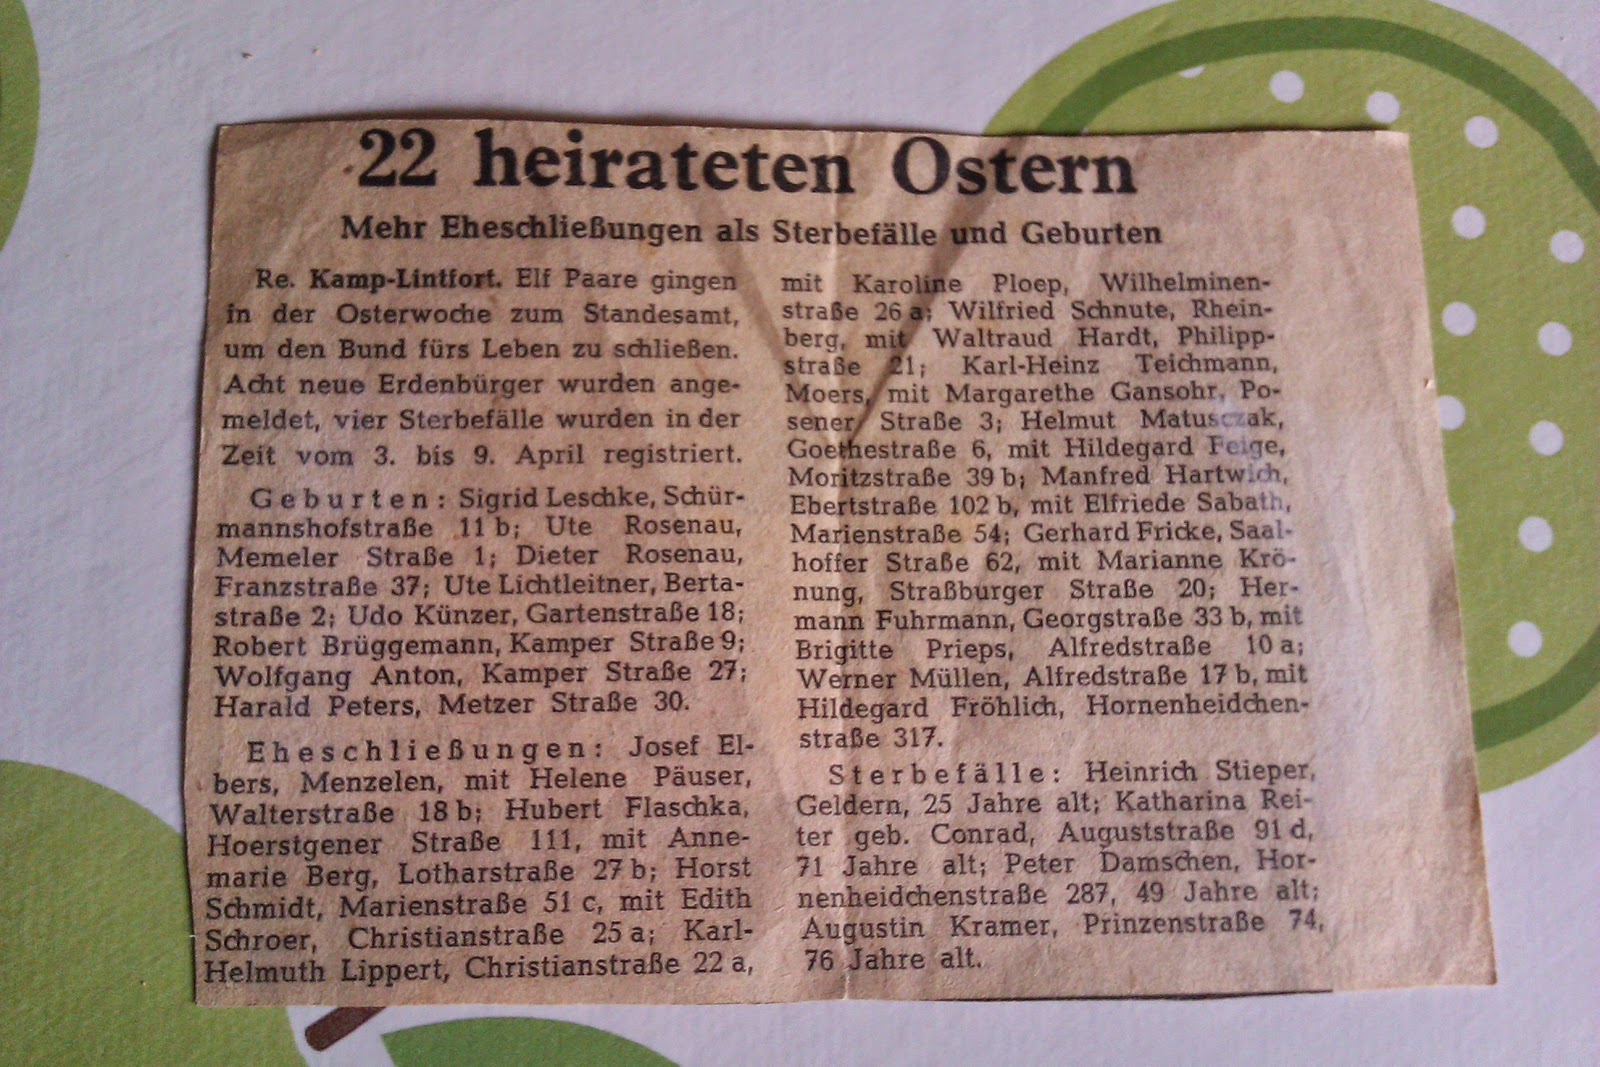 22 heirateten Ostern
Mehr Eheschließungen als Sterbefälle und Geburten
Re. Kamp-Lintfort. Elf Paare gingen
in der Osterwoche zum Standesamt,
um den Bund fürs Leben zu schließen.
Acht neue Erdenbürger wurden ange-
meldet, vier Sterbefälle wurden in der
Zeit vom 3. bis 9. April registriert.
Geburten: Sigrid Leschke, Schür-
mannshofstraße 11 b; Ute Rosenau,
Memeler Straße 1; Dieter Rosenau,
Franzstraße 37; Ute Lichtleitner, Berta-
straße 2; Udo Künzer, Gartenstraße 18;
Robert Brüggemann, Kamper Straße 9;
Wolfgang Anton, Kamper Straße 27;
Harald Peters, Metzer Straße 30.
Eheschließungen: Josef El-
bers, Menzelen, mit Helene Päuser,
Walterstraße 18 b; Hubert Flaschka,
Hoerstgener Straße 111, mit Anne-
marie Berg, Lotharstraße 27 b; Horst
Schmidt, Marienstraße 51 c, mit Edith
Schroer, Christianstraße 25 a; Karl-
Helmuth Lippert, Christianstraße 22 a,
mit Karoline Ploep, Wilhelminen-
straße 26 a; Wilfried Schnute, Rhein-
berg, mit Waltraud Hardt, Philipp-
straße 21; Karl-Heinz Teichmann,
Moers, mit Margarethe Gansohr, Po-
sener Straße 3; Helmut Matusczak,
Goethestraße 6, mit Hildegard Feige,
Moritzstraße 39 b; Manfred Hartwich,
Ebertstraße 102 b, mit Elfriede Sabath,
Marienstraße 54; Gerhard Fricke, Saal-
hoffer Straße 62, mit Marianne Krö-
nung, Straßburger Straße 20; Her-
mann Fuhrmann, Georgstraße 33 b, mit
Brigitte Prieps, Alfredstraße 10 a;
Werner Müllen, Alfredstraße 17 b, mit
Hildegard Fröhlich, Hornenheidchen-
straße 317.
Sterbefälle: Heinrich Stieper,
Geldern, 25 Jahre alt; Katharina Rei-
ter geb. Conrad, Auguststraße 91 d,
71 Jahre alt; Peter Damschen, Hor-
nenheidchenstraße 287, 49 Jahre alt;
Augustin Kramer, Prinzenstraße 74,
76 Jahre alt.